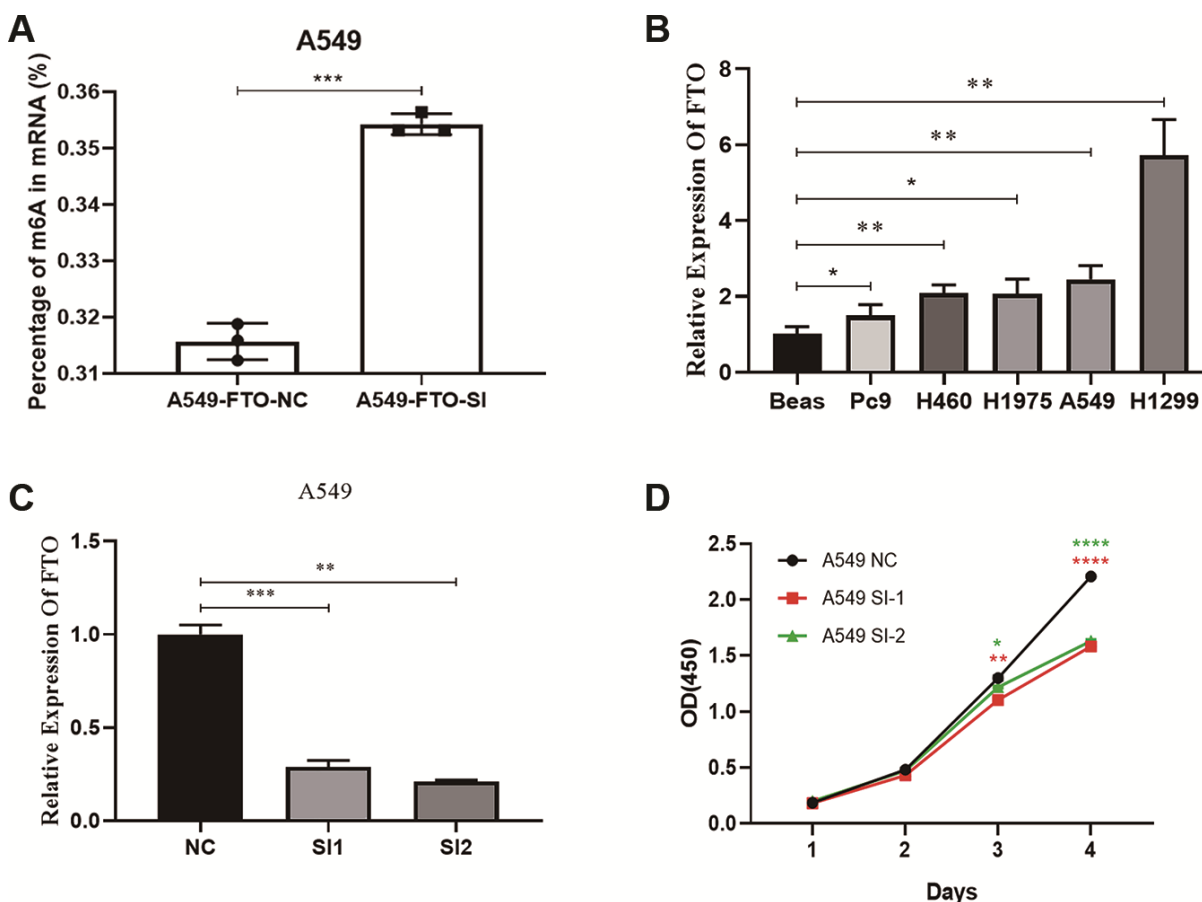 A
A549
Percentage of m6A in mRNA (%)
0.36
0.35
0.34
0.33
0.32
0.31
***
A549-FTO-NC
A549-FTO-SI
B
Relative Expression Of FTO
8
6
4
2
0
**
**
*
**
*
Beas
Pc9
H460
H1975
A549
H1299
C
A549
Relative Expression Of FTO
1.5
1.0
0.5
0.0
**
***
NC
SI1
SI2
D
OD(450)
2.5
2.0
1.5
1.0
0.5
0.0
A549 NC
A549 SI-1
A549 SI-2
*
**
****
****
1
2
3
4
Days